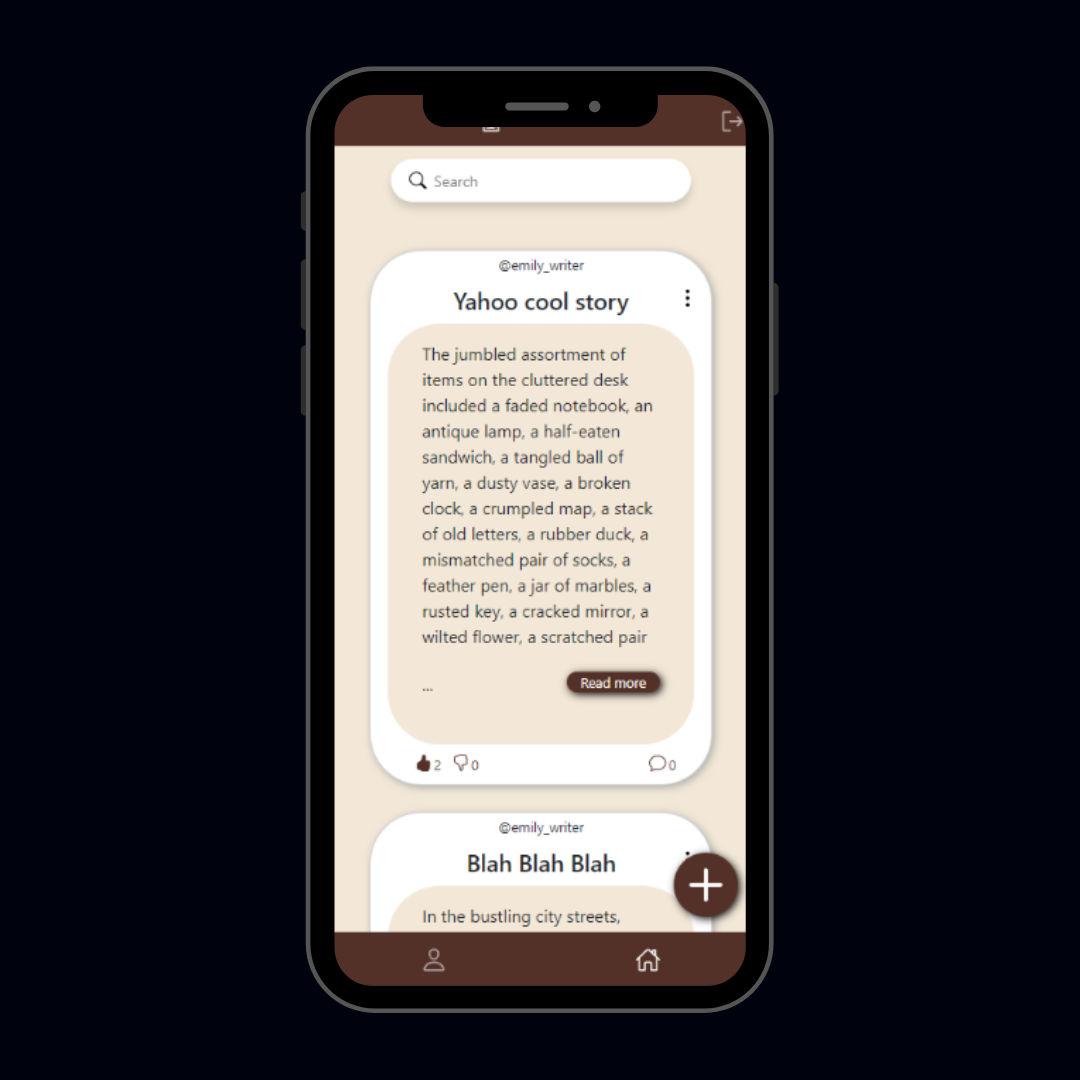 Search
@emily_writer
Yahoo cool story
The jumbled assortment of
items on the cluttered desk
included a faded notebook, an
antique lamp, a half-eaten
sandwich, a tangled ball of
yarn, a dusty vase, a broken
clock, a crumpled map, a stack
of old letters, a rubber duck, a
mismatched pair of socks, a
feather pen, a jar of marbles, a
rusted key, a cracked mirror, a
wilted flower, a scratched pair
...
Read more
2 0 0
@emily_writer
Blah Blah Blah
In the bustling city streets,